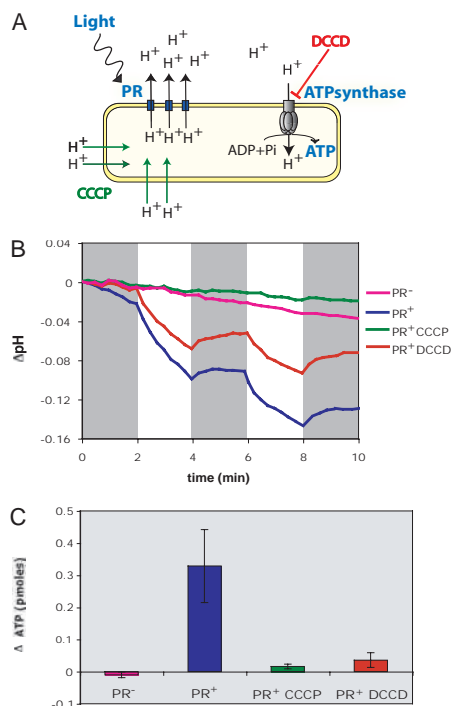 A
Light
H+ H+ H+ H+ H+ H+
H+
DCCD
H+
PR
ATPsynthase
H+ H+ H+
ADP+Pi
ATP
H+
H+
H+
CCCP
H+ H+
B
0.04
0
-0.04
-0.08
-0.12
-0.16
ΔpH
0 2 4 6 8 10
time (min)
PR-
PR+
PR+CCCP
PR+DCCD
C
0.5
0.4
0.3
0.2
0.1
0
-0.1
Δ ATP (pmoles)
PR- PR+ PR+ CCCP PR+ DCCD